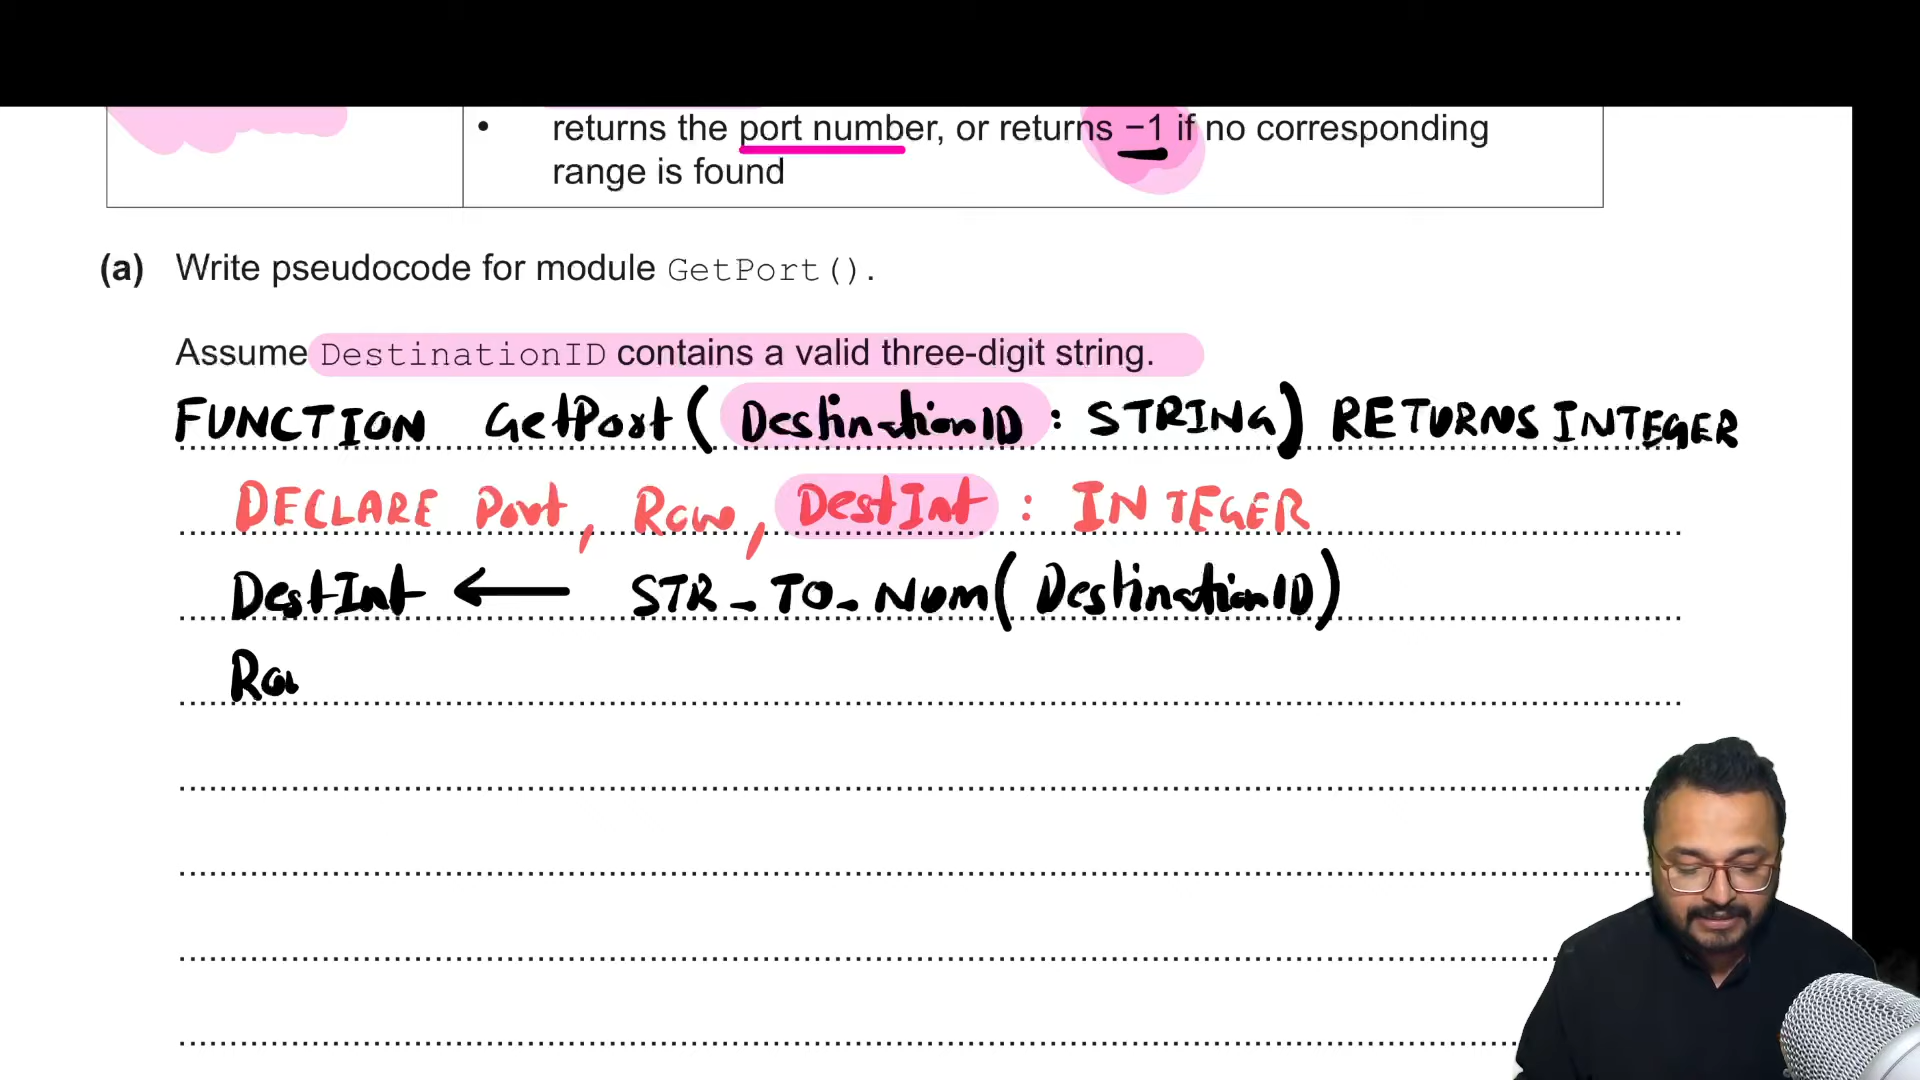 • returns the port number, or returns −1 if no corresponding
range is found
(a) Write pseudocode for module GetPort().
Assume DestinationID contains a valid three-digit string.
FUNCTION GetPort(DestinationID : STRING) RETURNS INTEGER
DECLARE Port, Row, DestInt : INTEGER
DestInt ← STR_TO_NUM(DestinationID)
Row